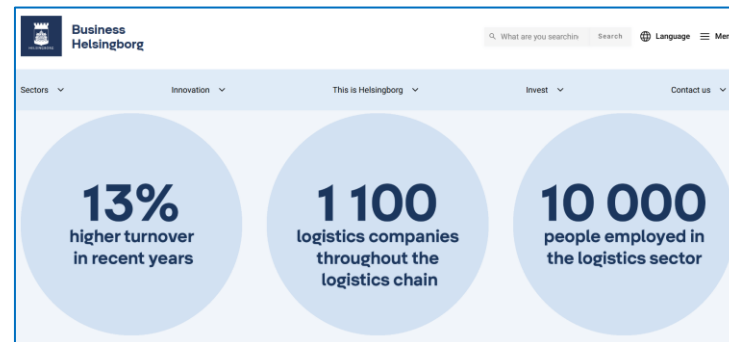 Business
Helsingborg
HELSINGBORG
What are you searchin
Search
Language
Men
Sectors
Innovation
This is Helsingborg
Invest
Contact us
13%
higher turnover
in recent years
1 100
logistics companies
throughout the
logistics chain
10 000
people employed in
the logistics sector